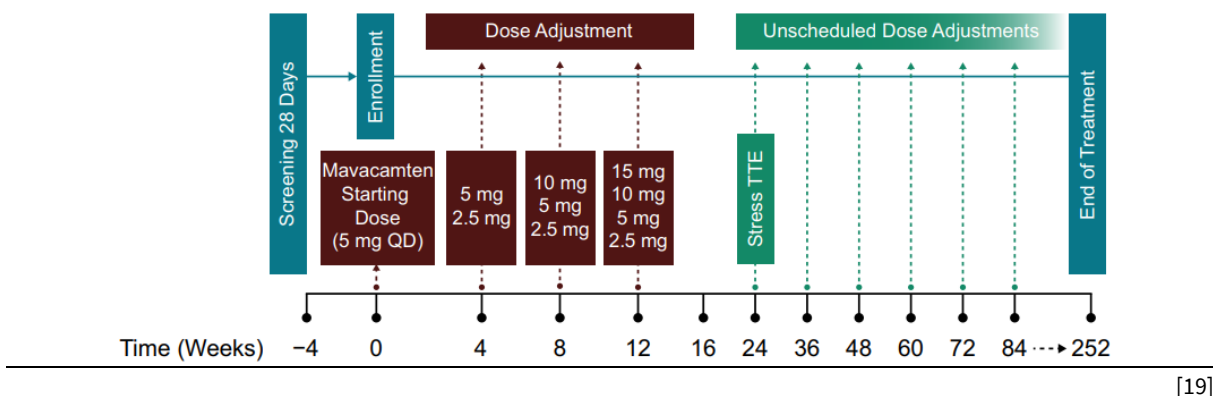 Dose Adjustment
Unscheduled Dose Adjustments
Screening 28 Days
Enrollment
Mavacamten
Starting
Dose
(5 mg QD)
5 mg
2.5 mg
10 mg
5 mg
2.5 mg
15 mg
10 mg
5 mg
2.5 mg
Stress TTE
End of Treatment
Time (Weeks) −4 0 4 8 12 16 24 36 48 60 72 84 252
[19]